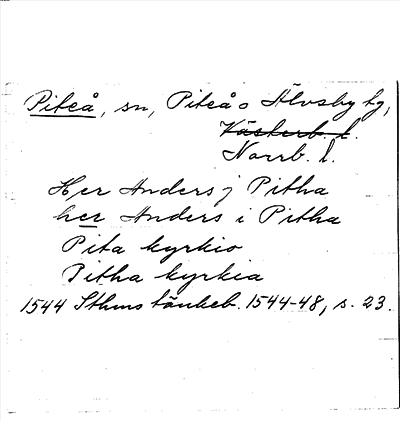 Piteå, sn, Piteå o Älvsby tg,
Västerb. l.
Norrb. l.
Her Anders j Pitha
her Anders i Pitha
Pita kyrkio
Pitha kyrkia
1544 Sthms tänkeb. 1544-48, s. 23.